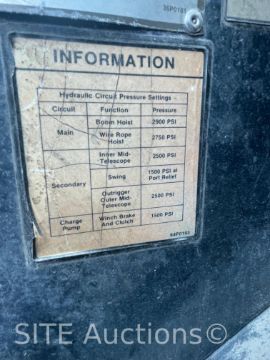 36P0181
INFORMATION
Hydraulic Circuit Pressure Settings
Circuit Function Pressure
Main
Boom Hoist 2900 PSI
Wire Rope
Hoist
2750 PSI
Inner Mid-
Telescope
2500 PSI
Secondary
Swing
1500 PSI at
Port Relief
Outrigger
Outer Mid-
Telescope
2500 PSI
Charge
Pump
Winch Brake
And Clutch
1500 PSI
64P0163
SITE Auctions(©)